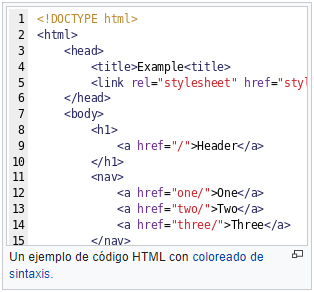 1 <!DOCTYPE html>
2 <html>
3 <head>
4 <title>Example<title>
5 <link rel="stylesheet" href="styl
6 </head>
7 <body>
8 <h1>
9 <a href="/">Header</a>
10 </h1>
11 <nav>
12 <a href="one/">One</a>
13 <a href="two/">Two</a>
14 <a href="three/">Three</a>
15 </nav>
Un ejemplo de código HTML con coloreado de
sintaxis.